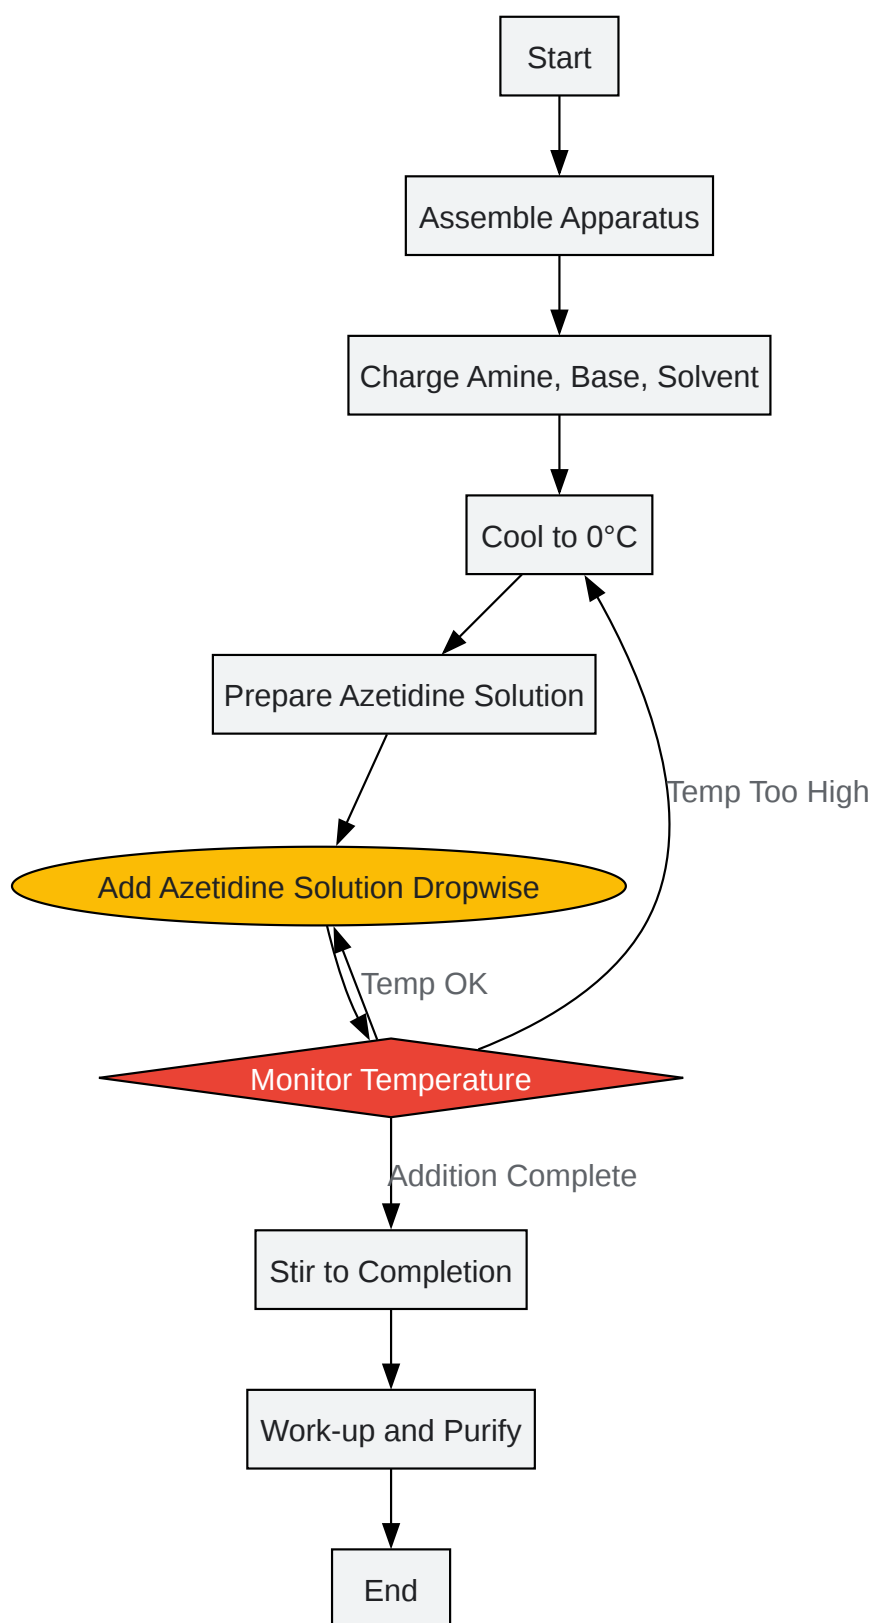 Start
Assemble Apparatus
Charge Amine, Base, Solvent
Cool to 0°C
Prepare Azetidine Solution
Temp Too High
Add Azetidine Solution Dropwise
Temp OK
Monitor Temperature
Addition Complete
Stir to Completion
Work-up and Purify
End